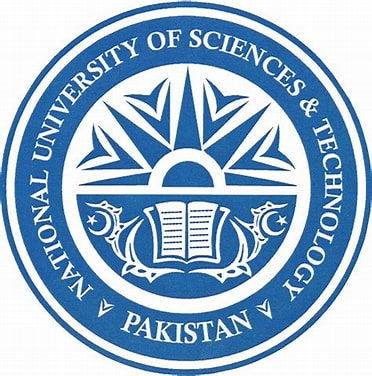 NATIONAL UNIVERSITY OF SCIENCES & TECHNOLOGY
PAKISTAN